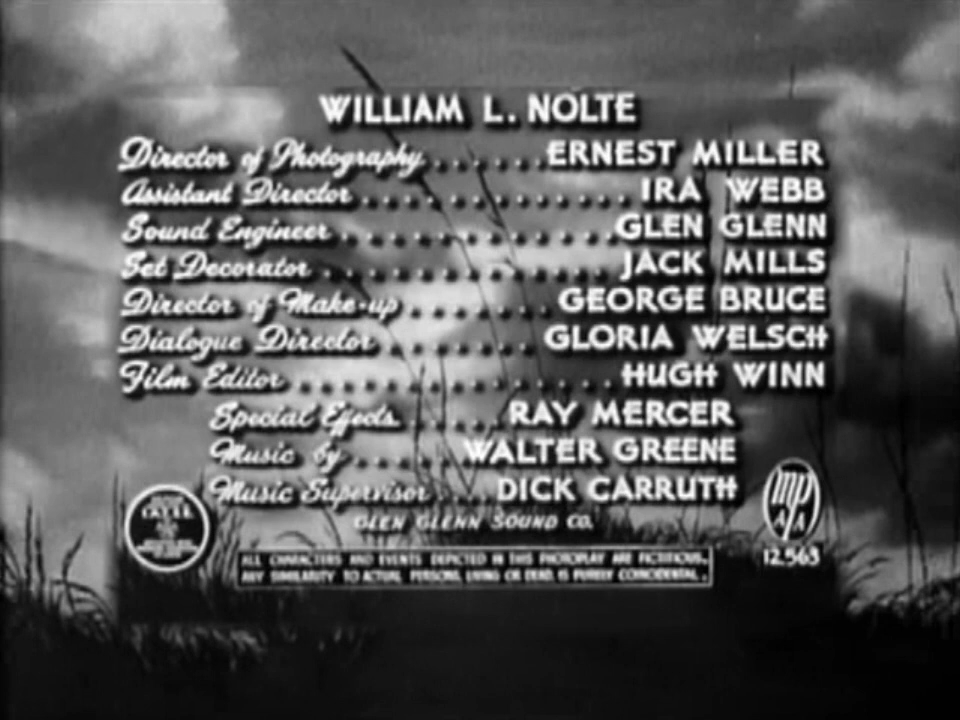 WILLIAM L. NOLTE
Director of Photography.......ERNEST MILLER
Assistant Director.............IRA WEBB
Sound Engineer...............GLEN GLENN
Set Decorator................JACK MILLS
Director of Make-up.......GEORGE BRUCE
Dialogue Director........GLORIA WELSCH
Film Editor.................HUGH WINN
Special Effects......RAY MERCER
Music by......WALTER GREENE
Music Supervisor....DICK CARRUTH
GLEN GLENN SOUND CO.
ALL CHARACTERS AND EVENTS DEPICTED IN THIS PHOTOPLAY ARE FICTITIOUS.
ANY SIMILARITY TO ACTUAL PERSONS, LIVING OR DEAD, IS PURELY COINCIDENTAL.
MP
AA
12,563